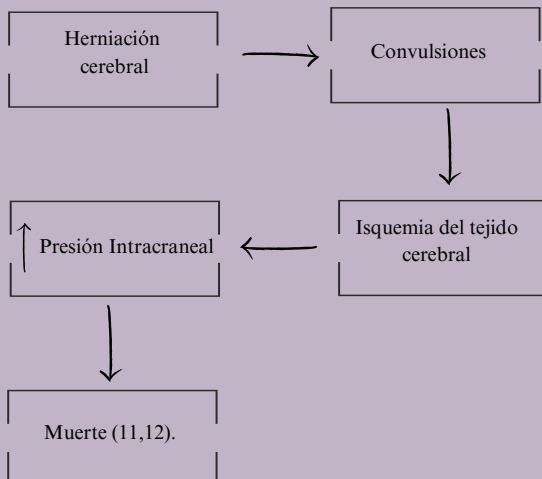 Herniación
cerebral
Convulsiones
Isquemia del tejido
cerebral
Presión Intracraneal
Muerte (11,12).